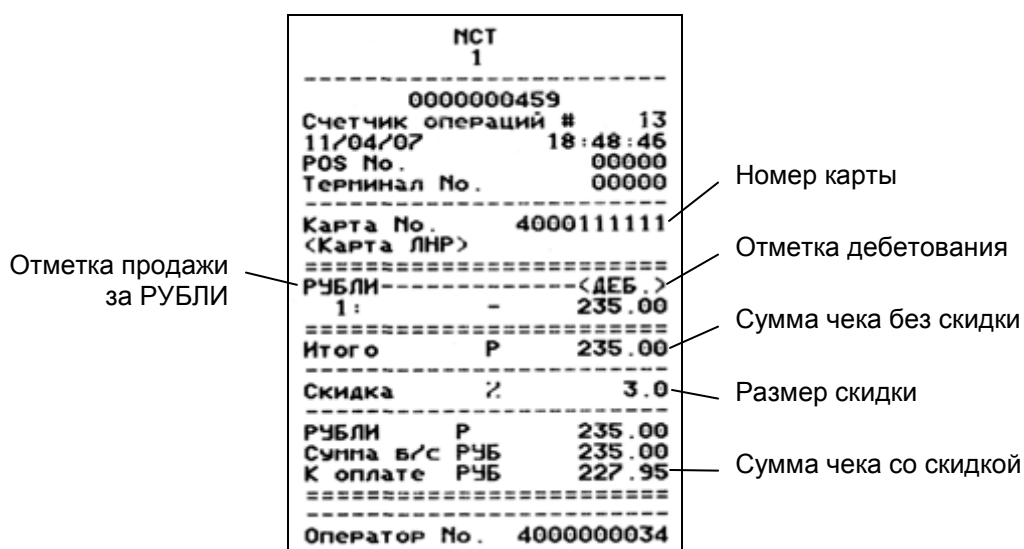 NCT
1
0000000459
Счетчик операций # 13
11/04/07 18:48:46
POS No. 00000
Терминал No. 00000
Карта No. 4000111111
<Карта ЛНР>
РУБЛИ------------<ДЕБ.>
1: - 235.00
Итого Р 235.00
Скидка % 3.0
РУБЛИ Р 235.00
Сумма б/с РУБ 235.00
К оплате РУБ 227.95
Оператор No. 4000000034
Отметка продажи
за РУБЛИ
Номер карты
Отметка дебетования
Сумма чека без скидки
Размер скидки
Сумма чека со скидкой